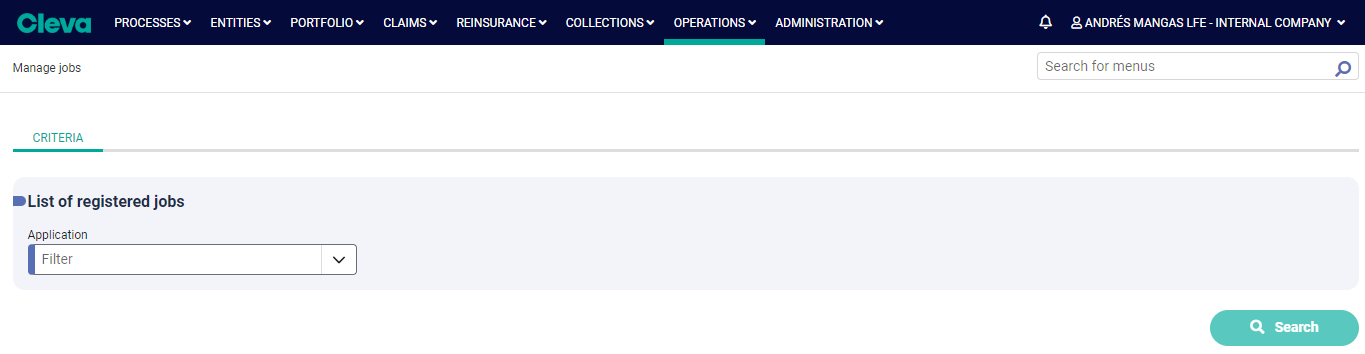 Cleva PROCESSES ENTITIES PORTFOLIO CLAIMS REINSURANCE COLLECTIONS OPERATIONS ADMINISTRATION ANDRÉS MANGAS LFE - INTERNAL COMPANY
Manage jobs Search for menus
CRITERIA
List of registered jobs
Application
Filter
Search